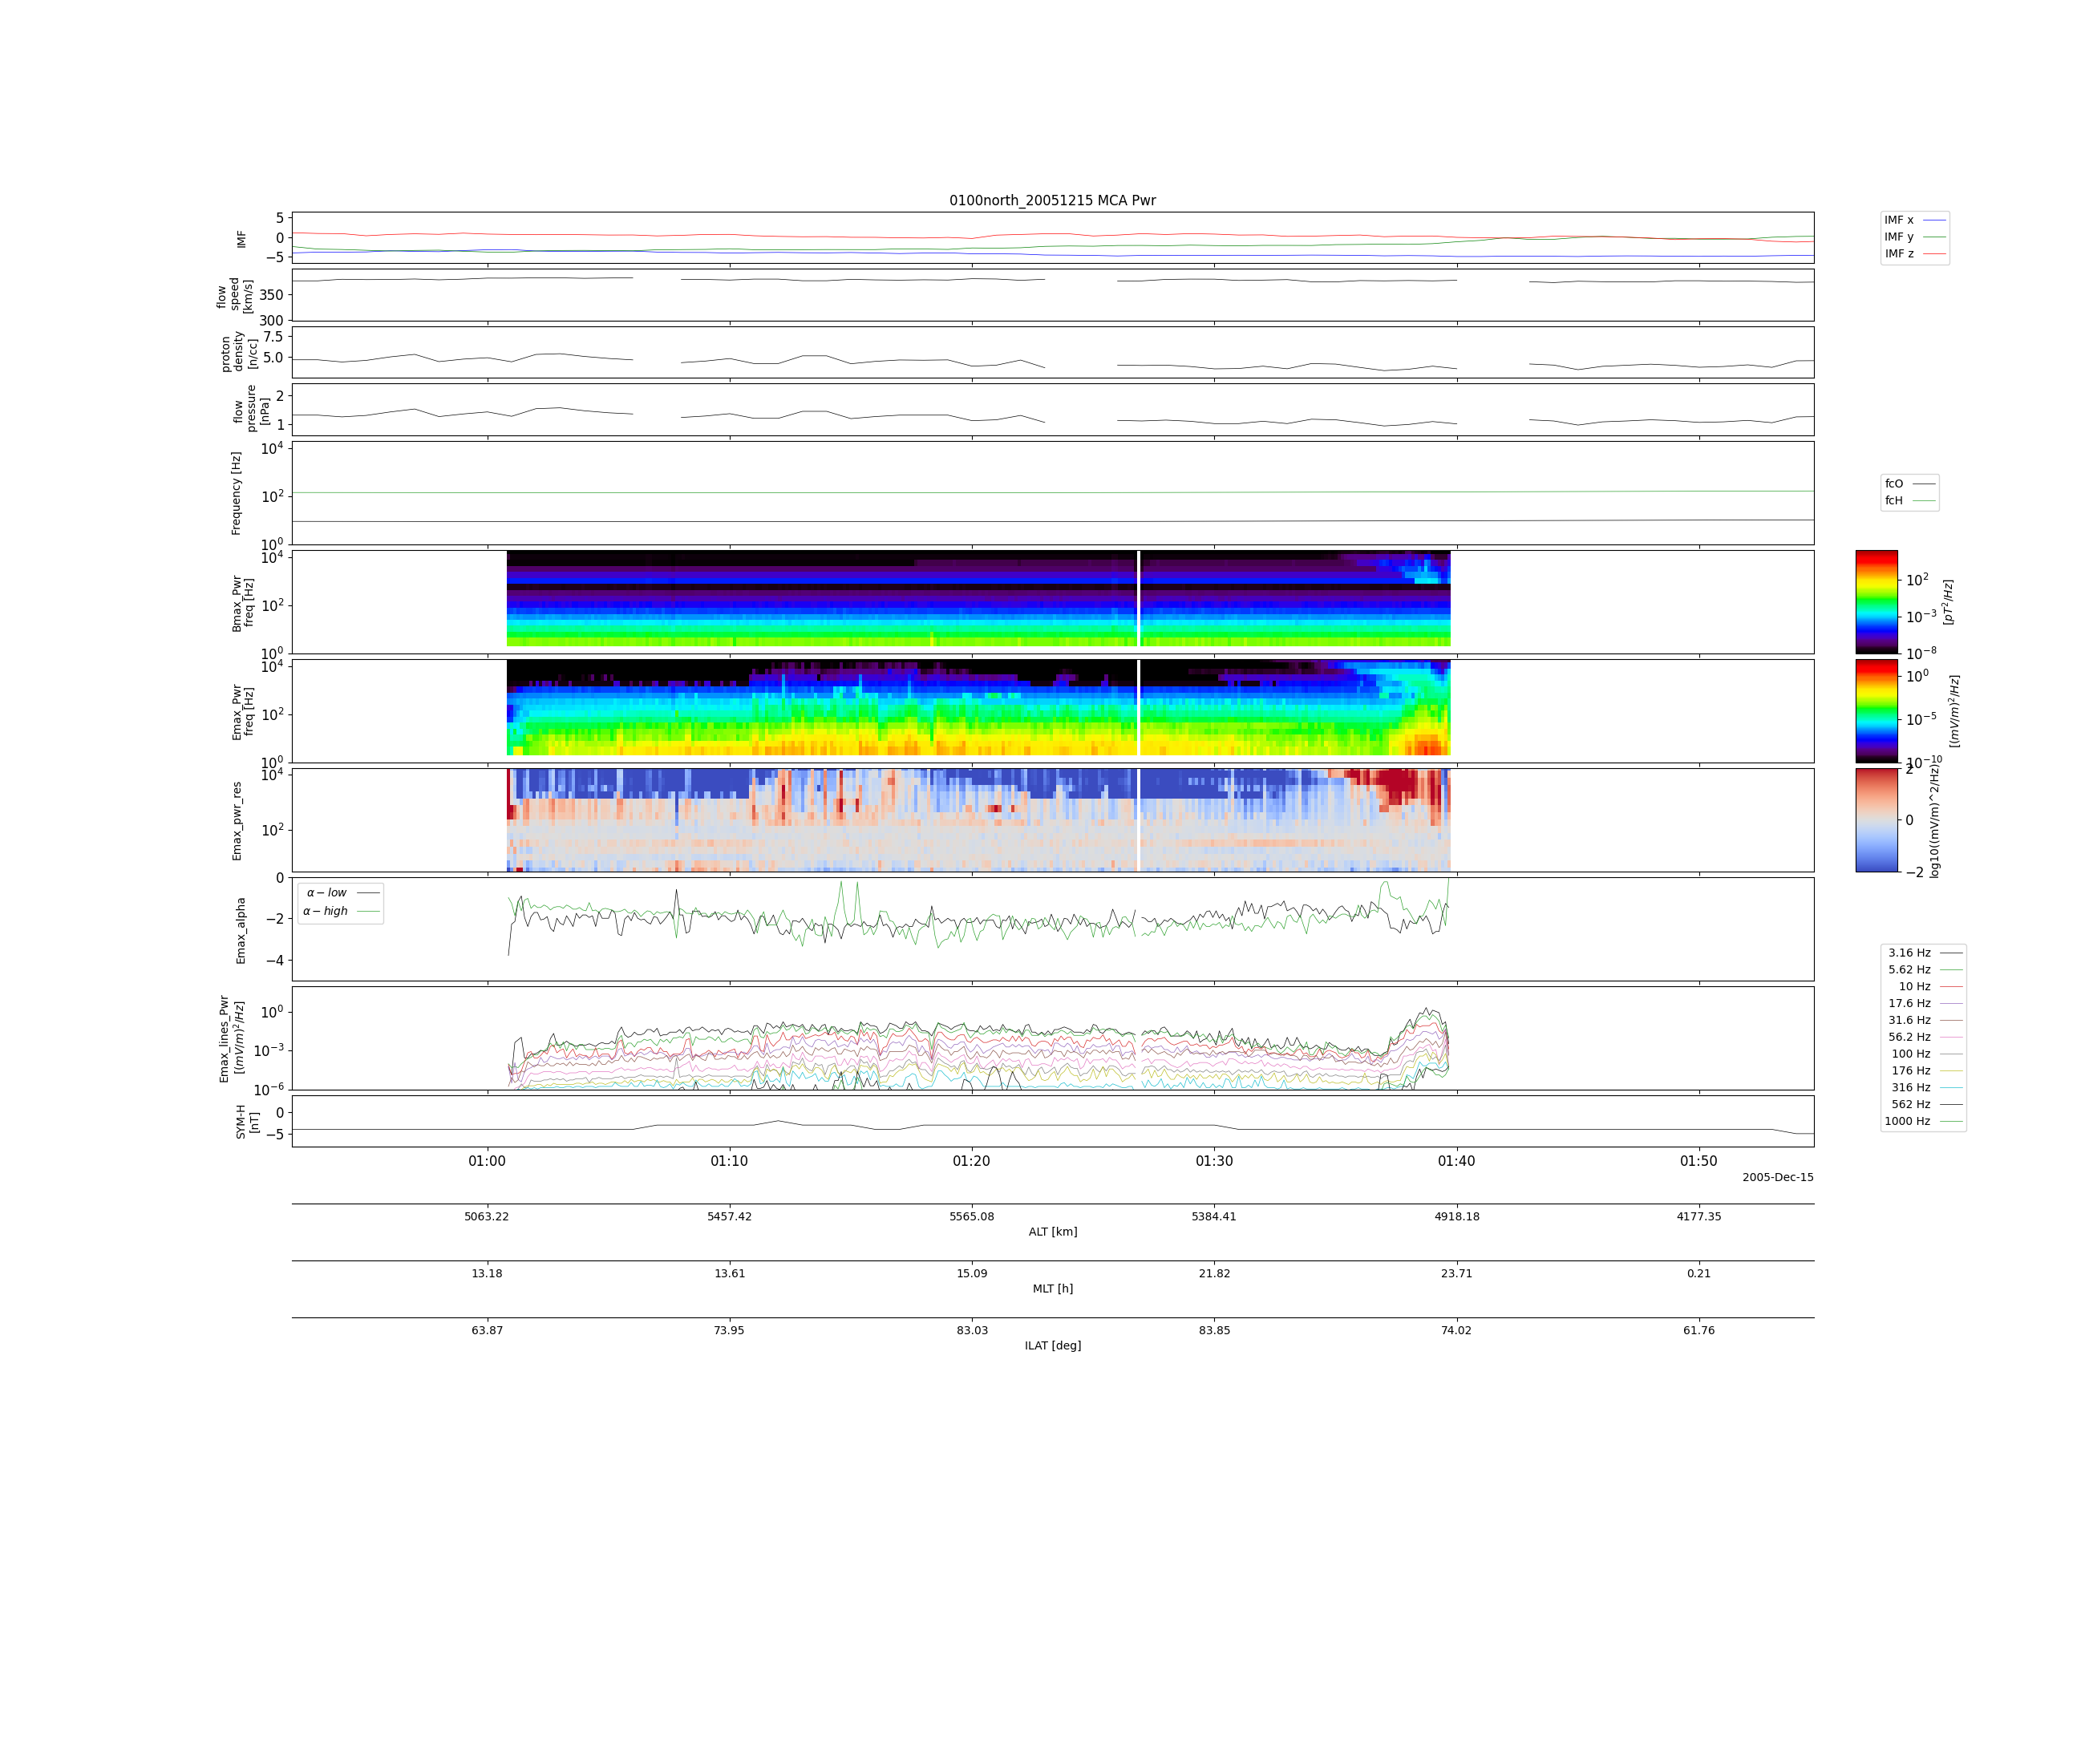 0100north_20051215 MCA Pwr
IMF
5
0
−5
IMF x
IMF y
IMF z
flow
speed
[km/s]
350
300
proton
density
[n/cc]
7.5
5.0
flow
pressure
[nPa]
2
1
Frequency [Hz]
10^4
10^2
10^0
fcO
fcH
Bmax_Pwr
freq [Hz]
10^4
10^2
10^0
10^2
10^−3
10^−8
[pT^2/Hz]
Emax_Pwr
freq [Hz]
10^4
10^2
10^0
10^0
10^−5
10^−10
[(mV/m)^2/Hz]
Emax_pwr_res
10^4
10^2
2
0
−2
log10((mV/m)^2/Hz)
Emax_alpha
0
−2
−4
α − low
α − high
Emax_lines_Pwr
[(mV/m)^2/Hz]
10^0
10^−3
10^−6
3.16 Hz
5.62 Hz
10 Hz
17.6 Hz
31.6 Hz
56.2 Hz
100 Hz
176 Hz
316 Hz
562 Hz
1000 Hz
SYM-H
[nT]
0
−5
01:00 01:10 01:20 01:30 01:40 01:50
2005-Dec-15
5063.22 5457.42 5565.08 5384.41 4918.18 4177.35
ALT [km]
13.18 13.61 15.09 21.82 23.71 0.21
MLT [h]
63.87 73.95 83.03 83.85 74.02 61.76
ILAT [deg]